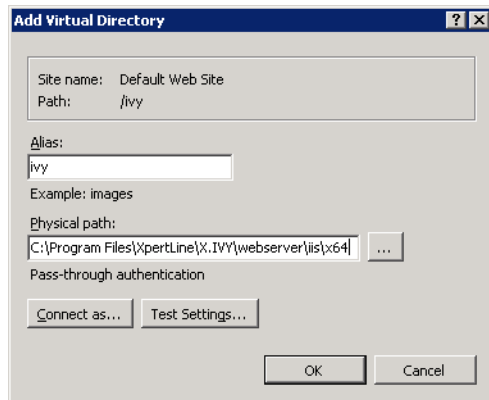 Add Virtual Directory
Site name: Default Web Site
Path: /ivy
Alias:
ivy
Example: images
Physical path:
C:\Program Files\XpertLine\X.IVY\webserver\iis\x64
...
Pass-through authentication
Connect as... Test Settings...
OK Cancel